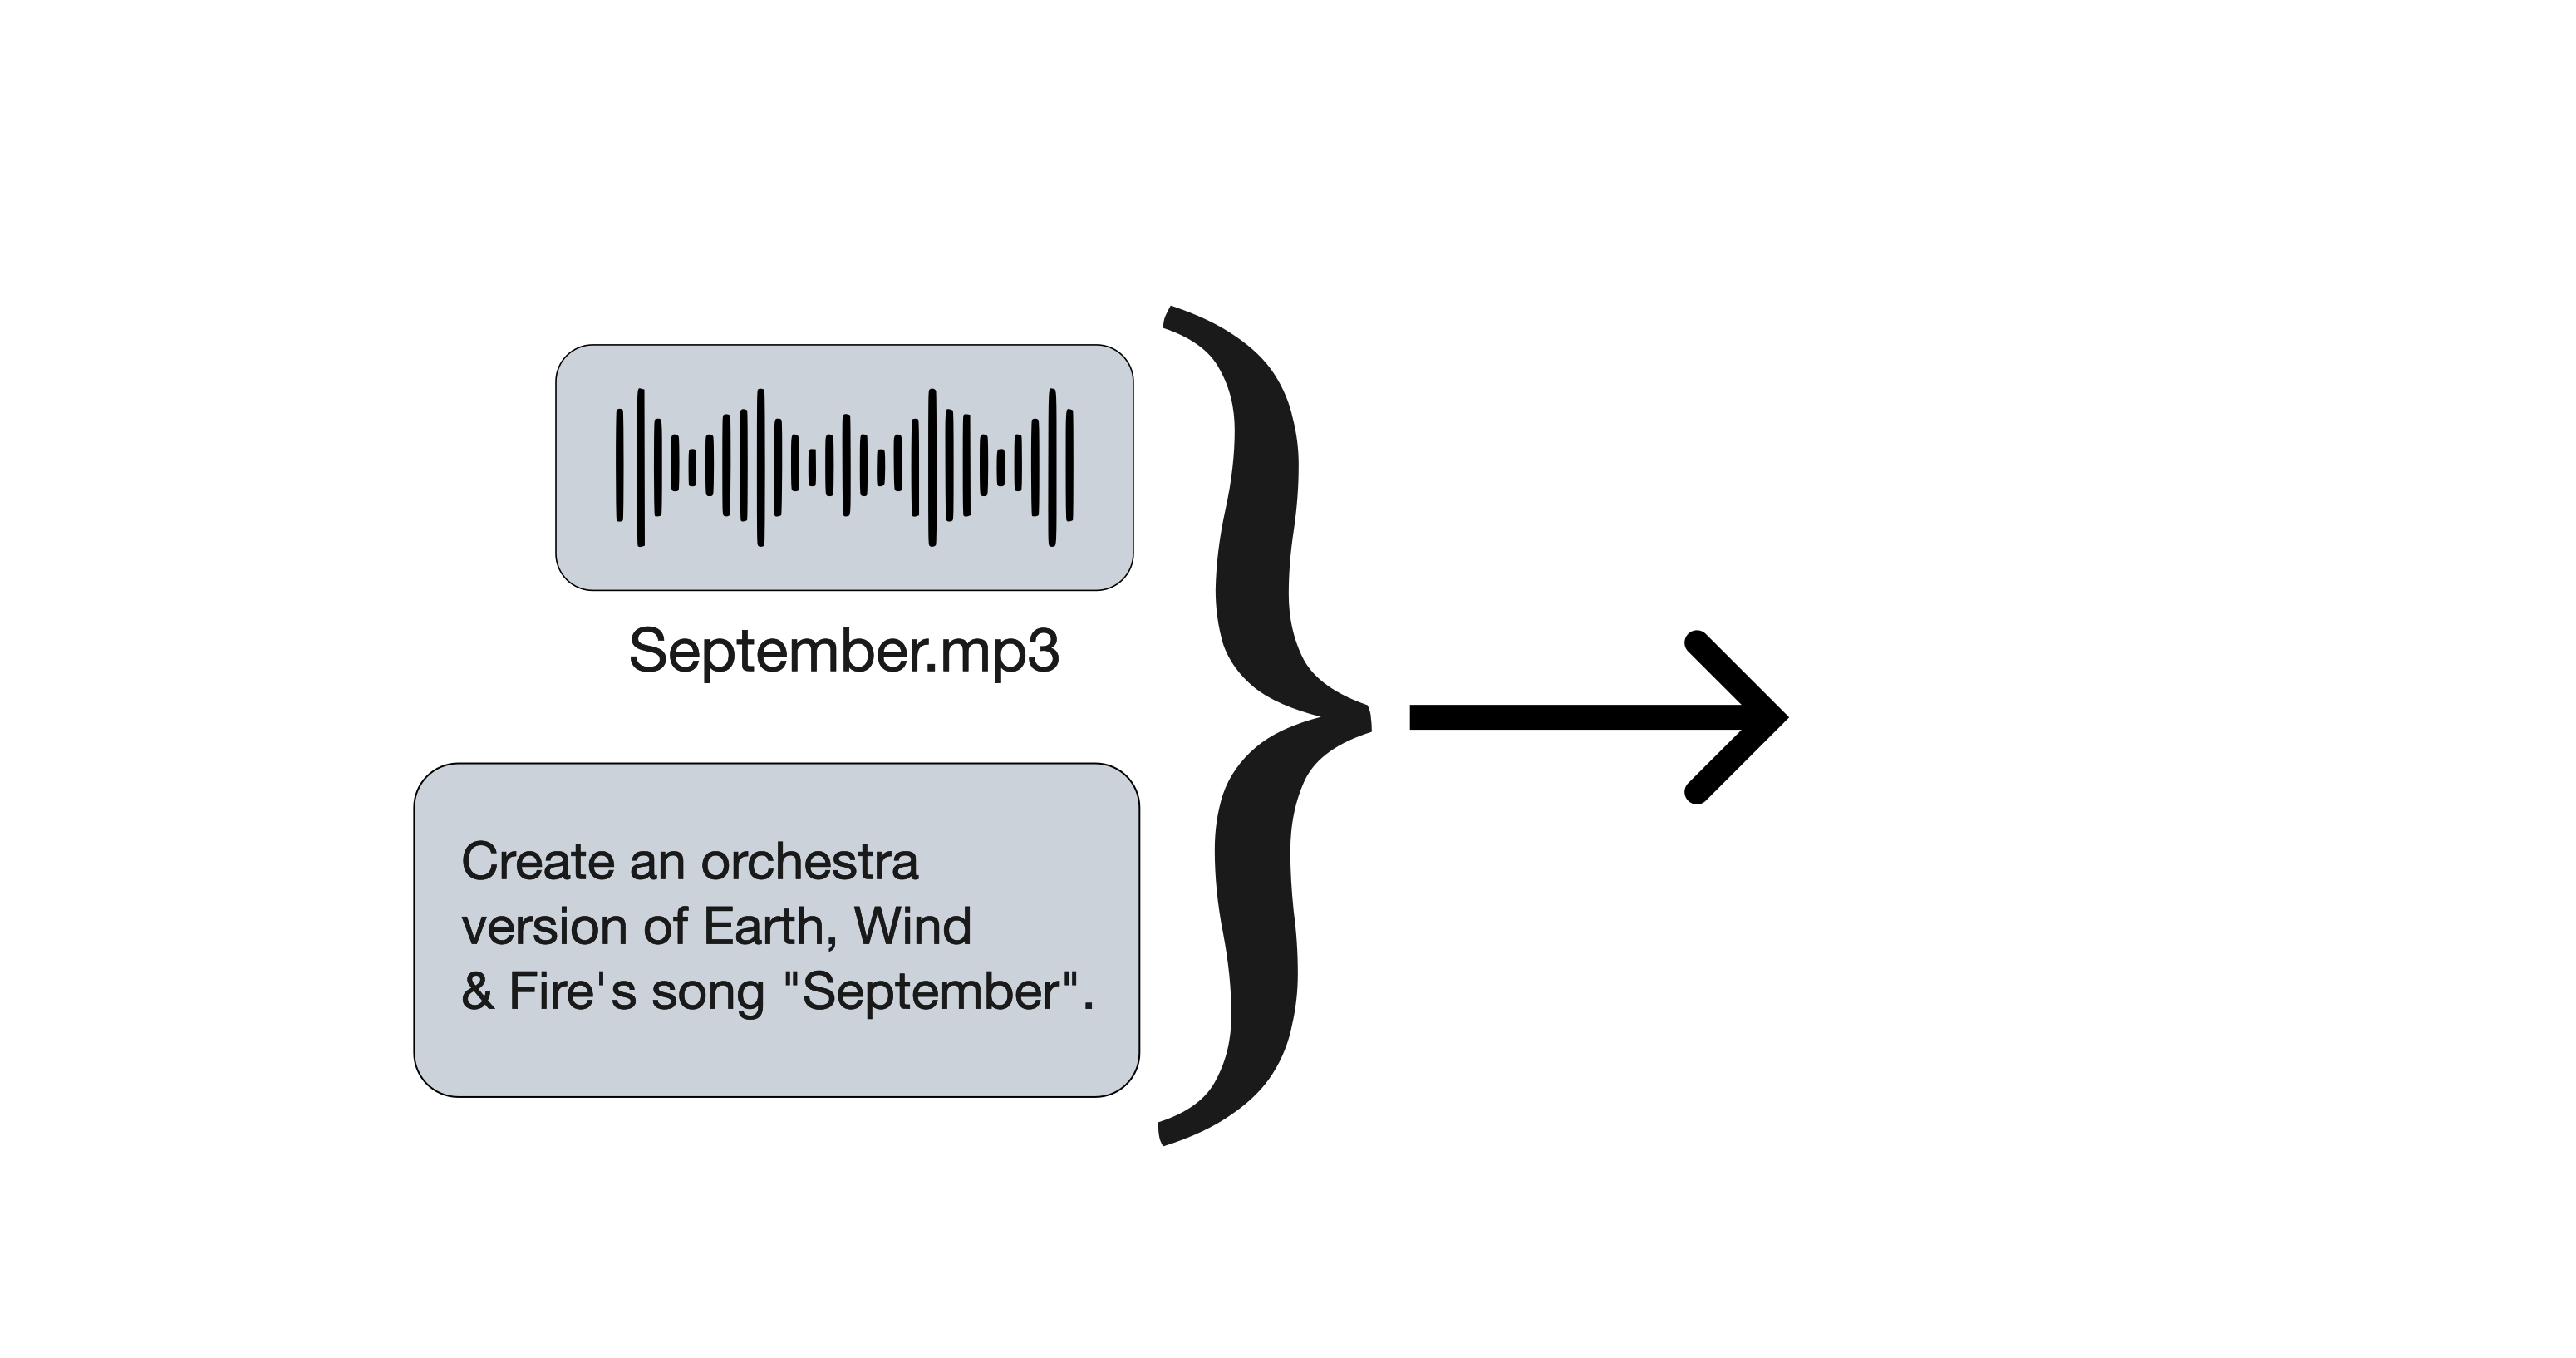 September.mp3
Create an orchestra
version of Earth, Wind
& Fire's song "September".